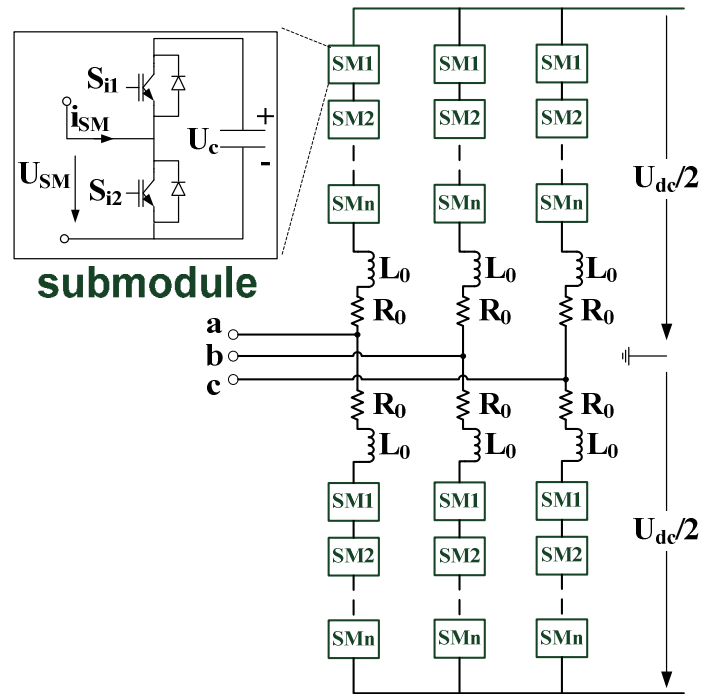 SM1 SM1 SM1
S_i1
i_SM
U_c
+
-
SM2 SM2 SM2
U_SM
S_i2
U_dc/2
SMn SMn SMn
submodule
L_0 L_0 L_0
R_0 R_0 R_0
a
b
c
R_0 R_0 R_0
L_0 L_0 L_0
SM1 SM1 SM1
U_dc/2
SM2 SM2 SM2
SMn SMn SMn